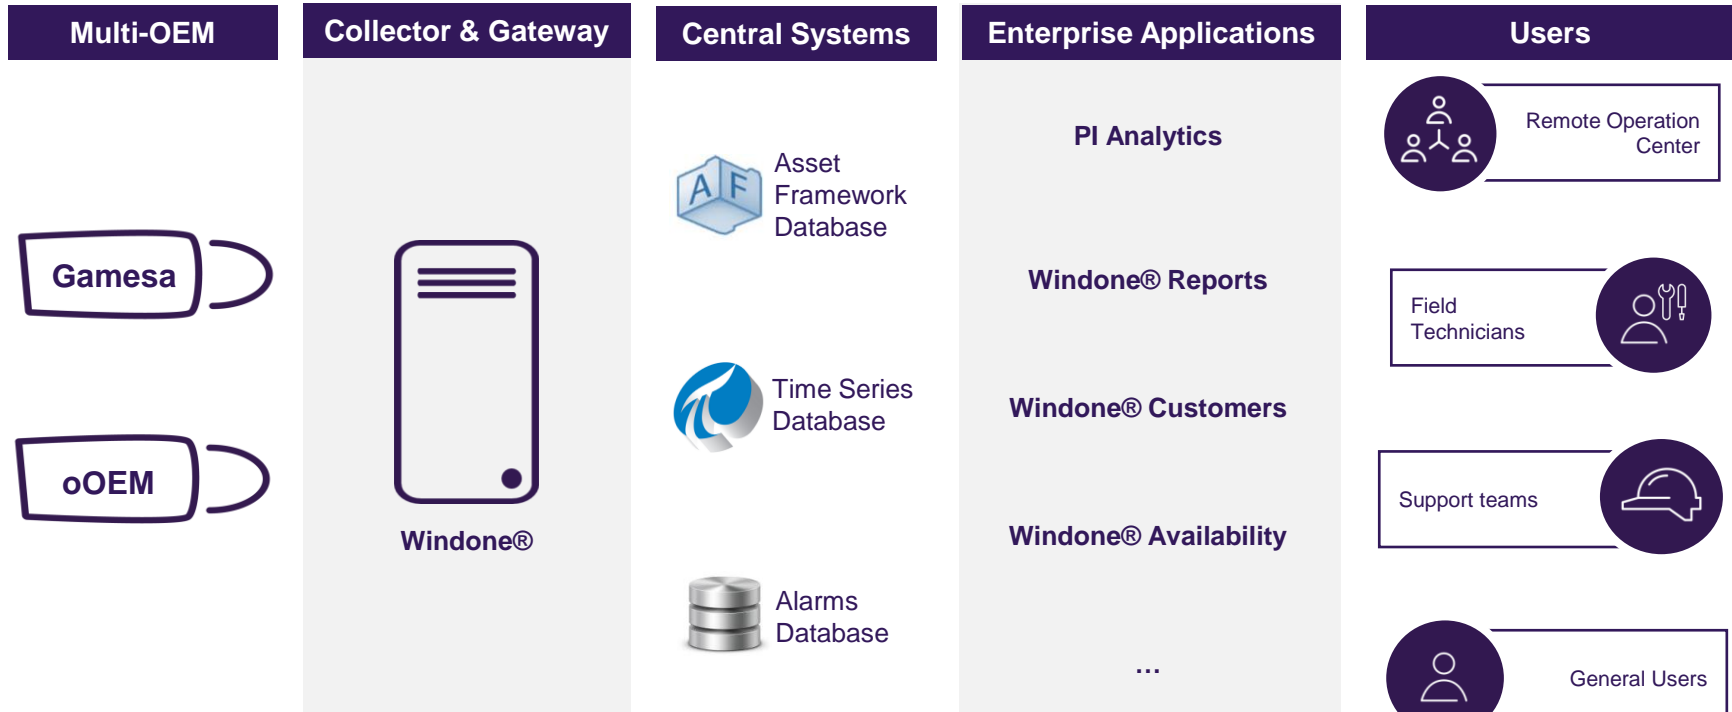 Multi-OEM
Collector & Gateway
Central Systems
Enterprise Applications
Users
Gamesa
oOEM
Windone®
AF
Asset
Framework
Database
Time Series
Database
Alarms
Database
PI Analytics
Windone® Reports
Windone® Customers
Windone® Availability
...
Remote Operation
Center
Field
Technicians
Support teams
General Users